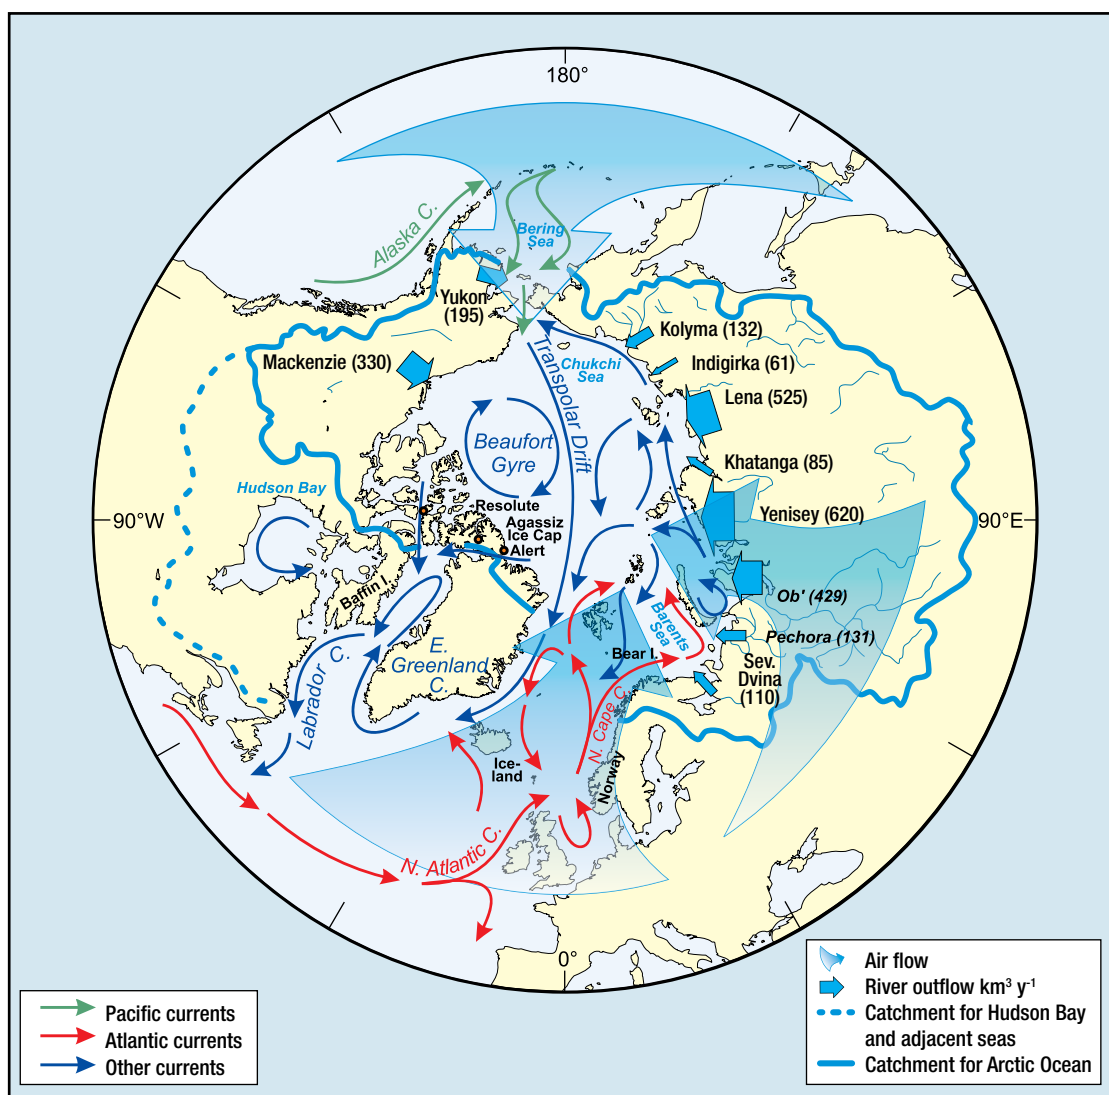 180°
Alaska C.
Bering
Sea
Yukon
(195)
Kolyma (132)
Mackenzie (330)
Chukchi
Sea
Indigirka (61)
Transpolar Drift
Lena (525)
Beaufort
Gyre
Khatanga (85)
Hudson Bay
Resolute
Yenisey (620)
90°W
Agassiz
Ice Cap
Alert
90°E
Baffin I.
Ob' (429)
Barents
Sea
Pechora (131)
E.
Greenland
C.
Bear I.
Sev.
Dvina
(110)
Labrador C.
N. Cape C.
Ice-
land
Norway
N. Atlantic C.
0°
Pacific currents
Atlantic currents
Other currents
Air flow
River outflow km³ y⁻¹
Catchment for Hudson Bay
and adjacent seas
Catchment for Arctic Ocean